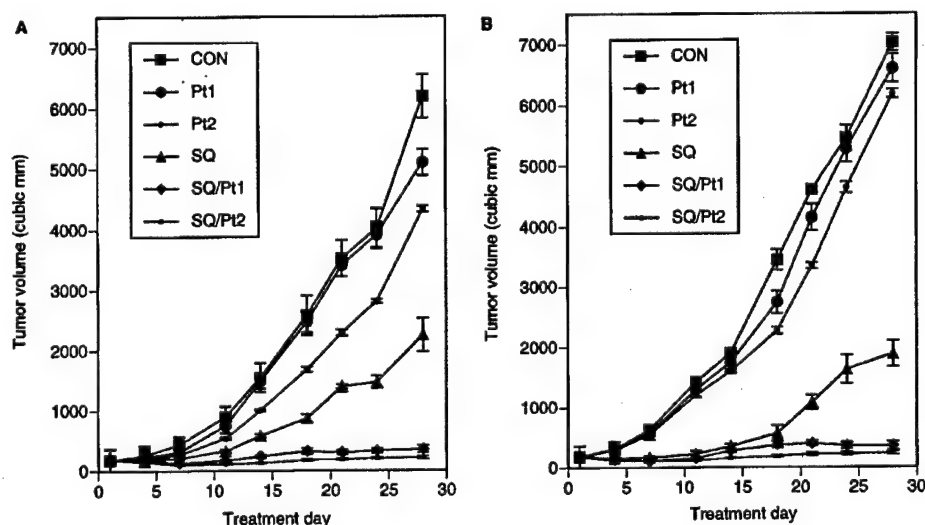 A
Tumor volume (cubic mm)
7000
6000
5000
4000
3000
2000
1000
0
CON
Pt1
Pt2
SQ
SQ/Pt1
SQ/Pt2
0 5 10 15 20 25 30
Treatment day
B
Tumor volume (cubic mm)
7000
6000
5000
4000
3000
2000
1000
0
CON
Pt1
Pt2
SQ
SQ/Pt1
SQ/Pt2
0 5 10 15 20 25 30
Treatment day